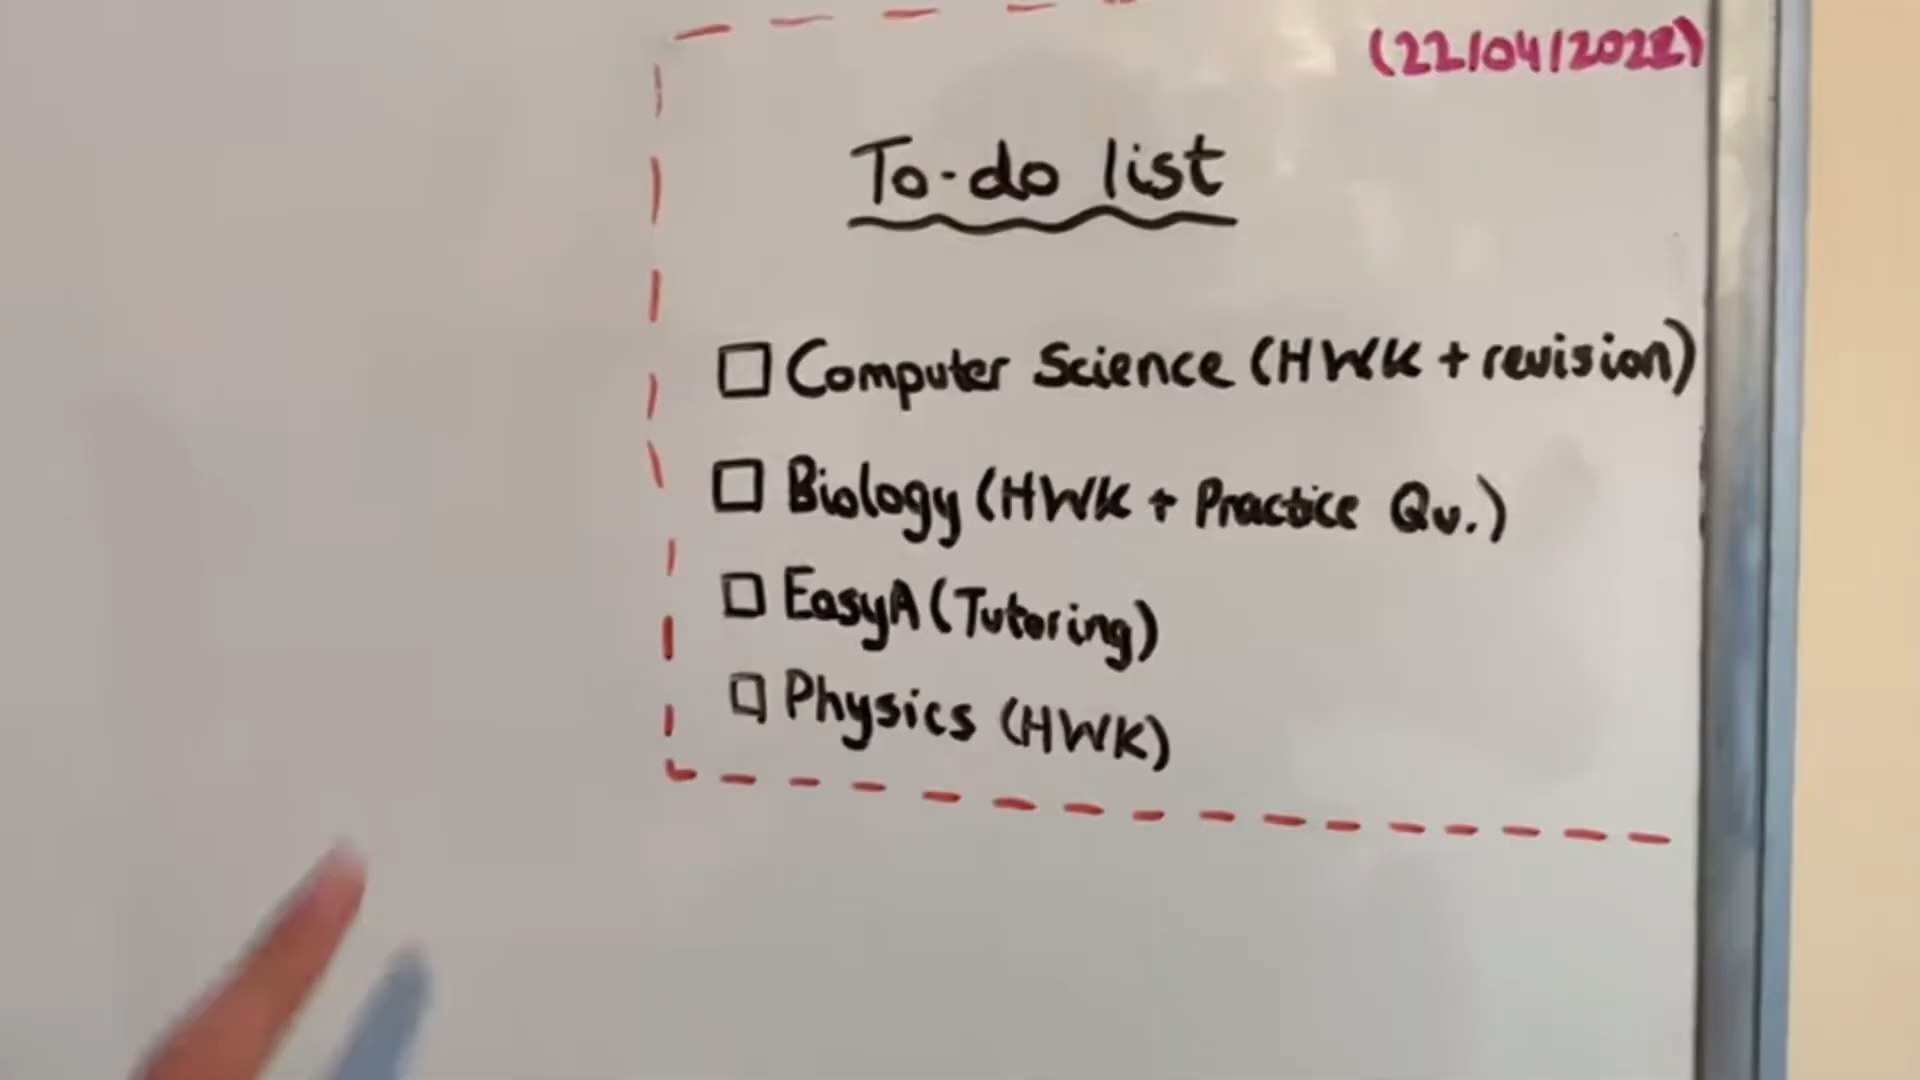 (22/04/2022)
To-do list
Computer Science (HWK + revision)
Biology (HWK + Practice Qu.)
EasyA (Tutoring)
Physics (HWK)